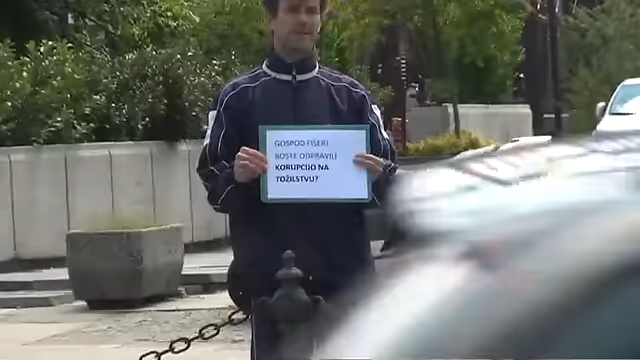 GOSPOD FIŠER!
BOSTE ODPRAVILI
KORUPCIJO NA
TOŽILSTVU?